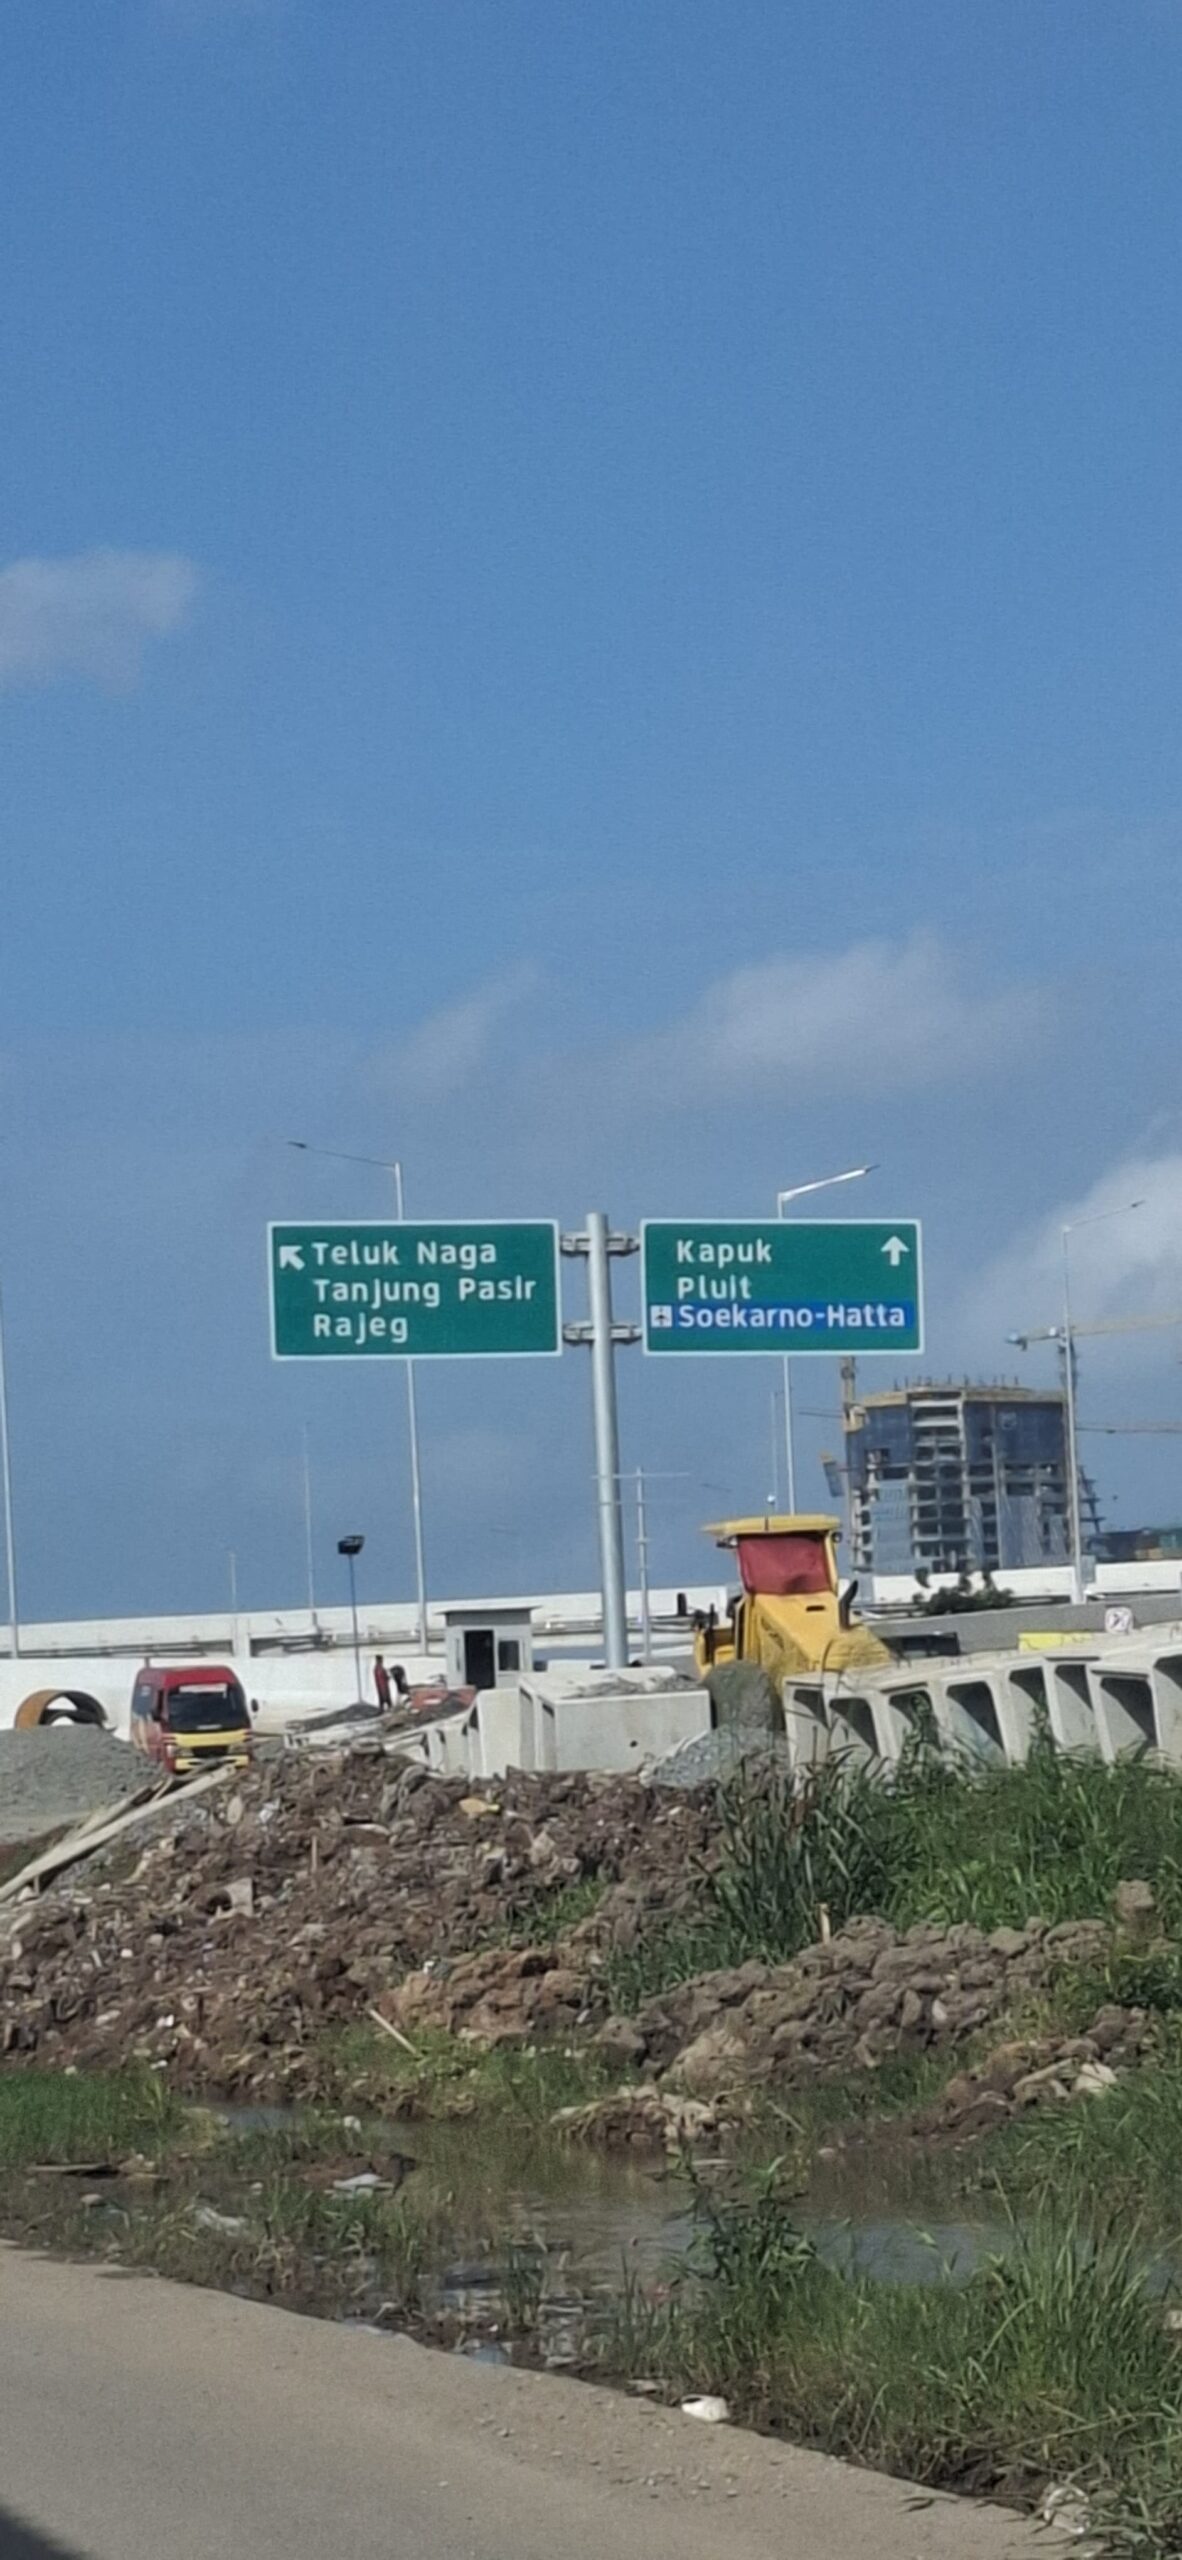 Teluk Naga
Tanjung Pasir
Rajeg
Kapuk
Pluit
Soekarno-Hatta